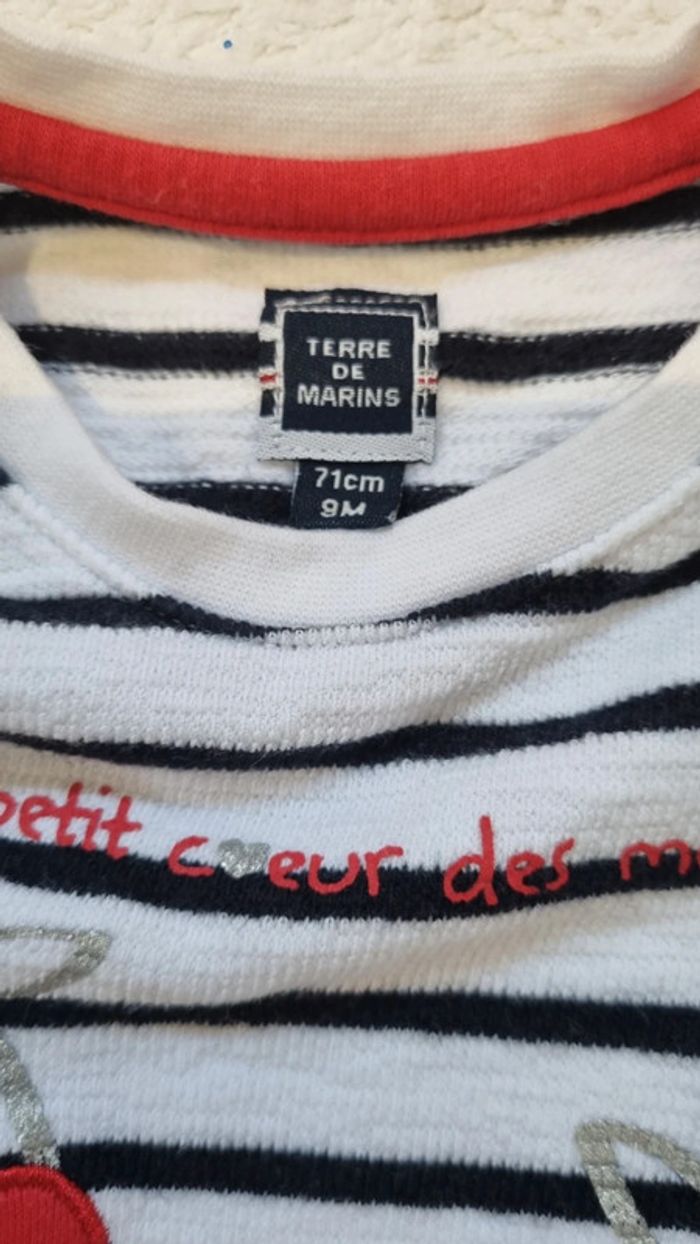 TERRE
DE
MARINS
71cm
9M
petit cœur des m